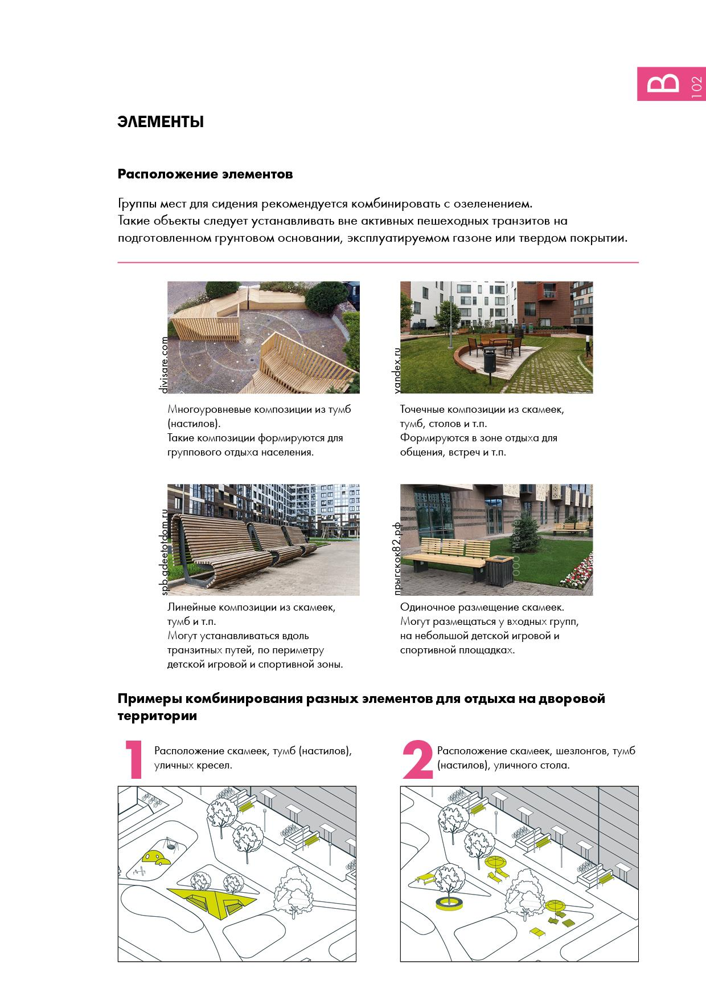 В
102
ЭЛЕМЕНТЫ
Расположение элементов
Группы мест для сидения рекомендуется комбинировать с озеленением.
Такие объекты следует устанавливать вне активных пешеходных транзитов на
подготовленном грунтовом основании, эксплуатируемом газоне или твердом покрытии.
divisare.com
yandex.ru
Многоуровневые композиции из тумб
(настилов).
Такие композиции формируются для
группового отдыха населения.
Точечные композиции из скамеек,
тумб, столов и т.п.
Формируются в зоне отдыха для
общения, встреч и т.п.
spb.gdeetotdom.ru
прыгскок82.рф
ООО "Мастер-Ле
Линейные композиции из скамеек,
тумб и т.п.
Могут устанавливаться вдоль
транзитных путей, по периметру
детской игровой и спортивной зоны.
Одиночное размещение скамеек.
Могут размещаться у входных групп,
на небольшой детской игровой и
спортивной площадках.
Примеры комбинирования разных элементов для отдыха на дворовой
территории
1
Расположение скамеек, тумб (настилов),
уличных кресел.
2
Расположение скамеек, шезлонгов, тумб
(настилов), уличного стола.